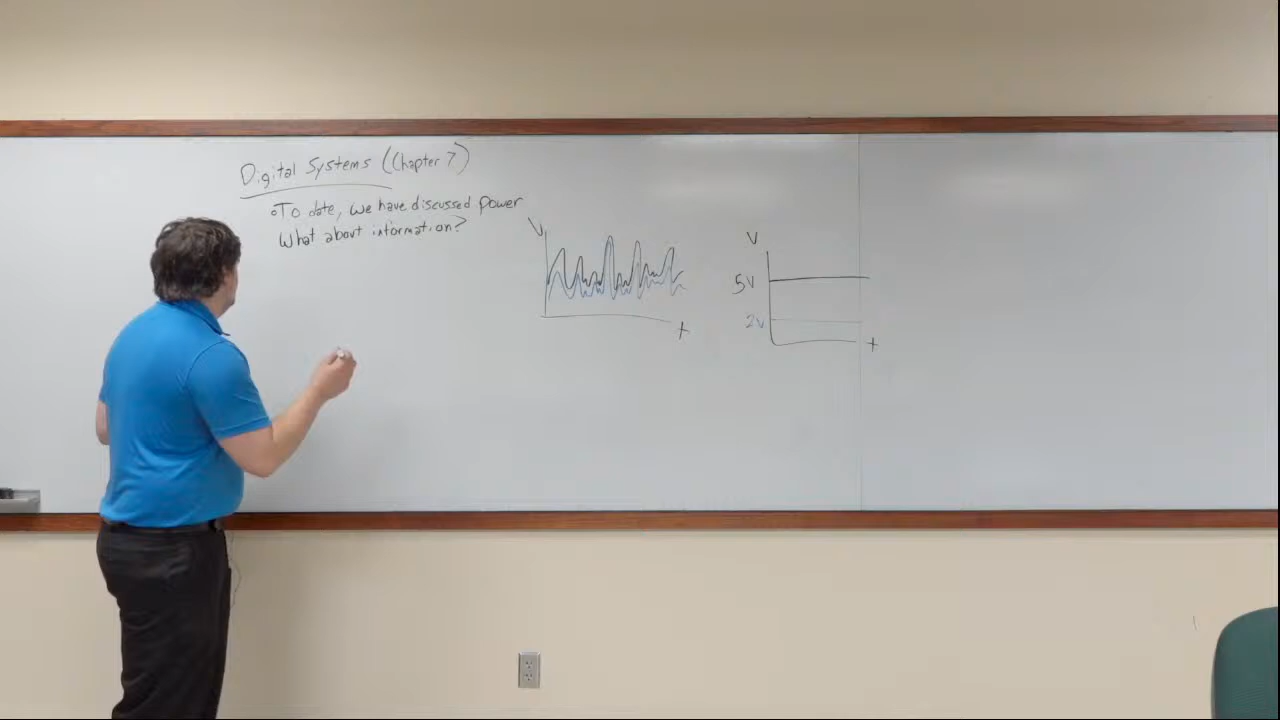 Digital Systems (Chapter 7)
To date, we have discussed power
What about information?
V
t
V
5V
2V
t